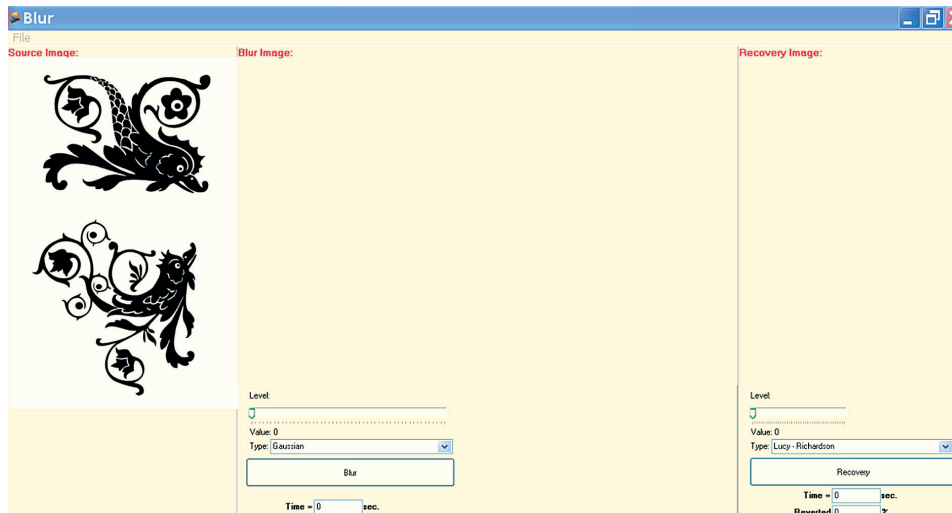 Blur
File
Source Image:
Blur Image:
Recovery Image:
Level:
Value: 0
Type: Gaussian
Blur
Time = 0 sec.
Level:
Value: 0
Type: Lucy - Richardson
Recovery
Time = 0 sec.
Reverted 0 %